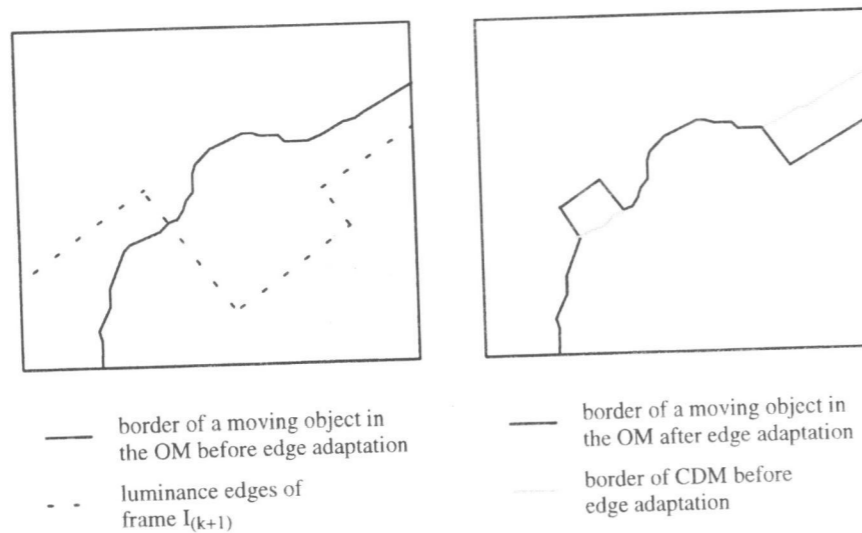 border of a moving object in
the OM before edge adaptation
luminance edges of
frame I(k+1)
border of a moving object in
the OM after edge adaptation
border of CDM before
edge adaptation